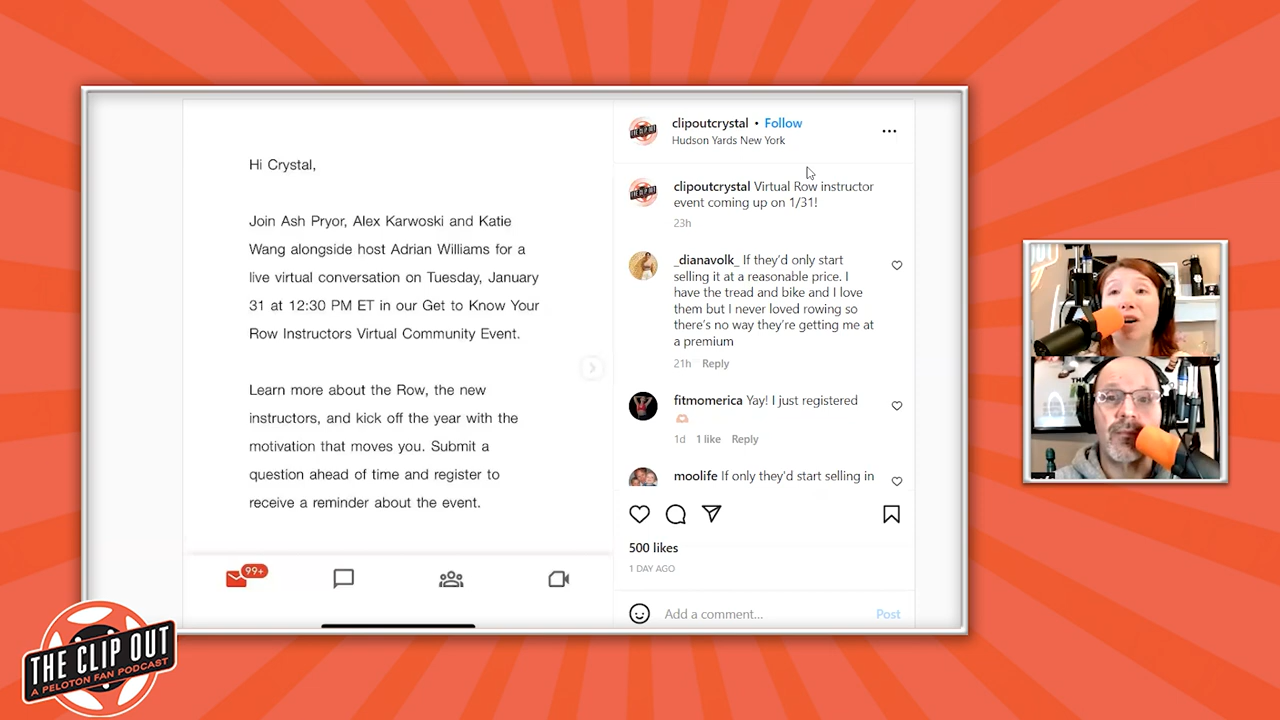 Hi Crystal,
Join Ash Pryor, Alex Karwoski and Katie
Wang alongside host Adrian Williams for a
live virtual conversation on Tuesday, January
31 at 12:30 PM ET in our Get to Know Your
Row Instructors Virtual Community Event.
Learn more about the Row, the new
instructors, and kick off the year with the
motivation that moves you. Submit a
question ahead of time and register to
receive a reminder about the event.
99+
clipoutcrystal • Follow
Hudson Yards New York
clipoutcrystal Virtual Row instructor
event coming up on 1/31!
23h
_dianavolk_ If they'd only start
selling it at a reasonable price. I
have the tread and bike and I love
them but I never loved rowing so
there's no way they're getting me at
a premium
21h Reply
fitmomerica Yay! I just registered
1d 1 like Reply
moolife If only they'd start selling in
500 likes
1 DAY AGO
Add a comment... Post
THE CLIP OUT
A PELOTON FAN PODCAST